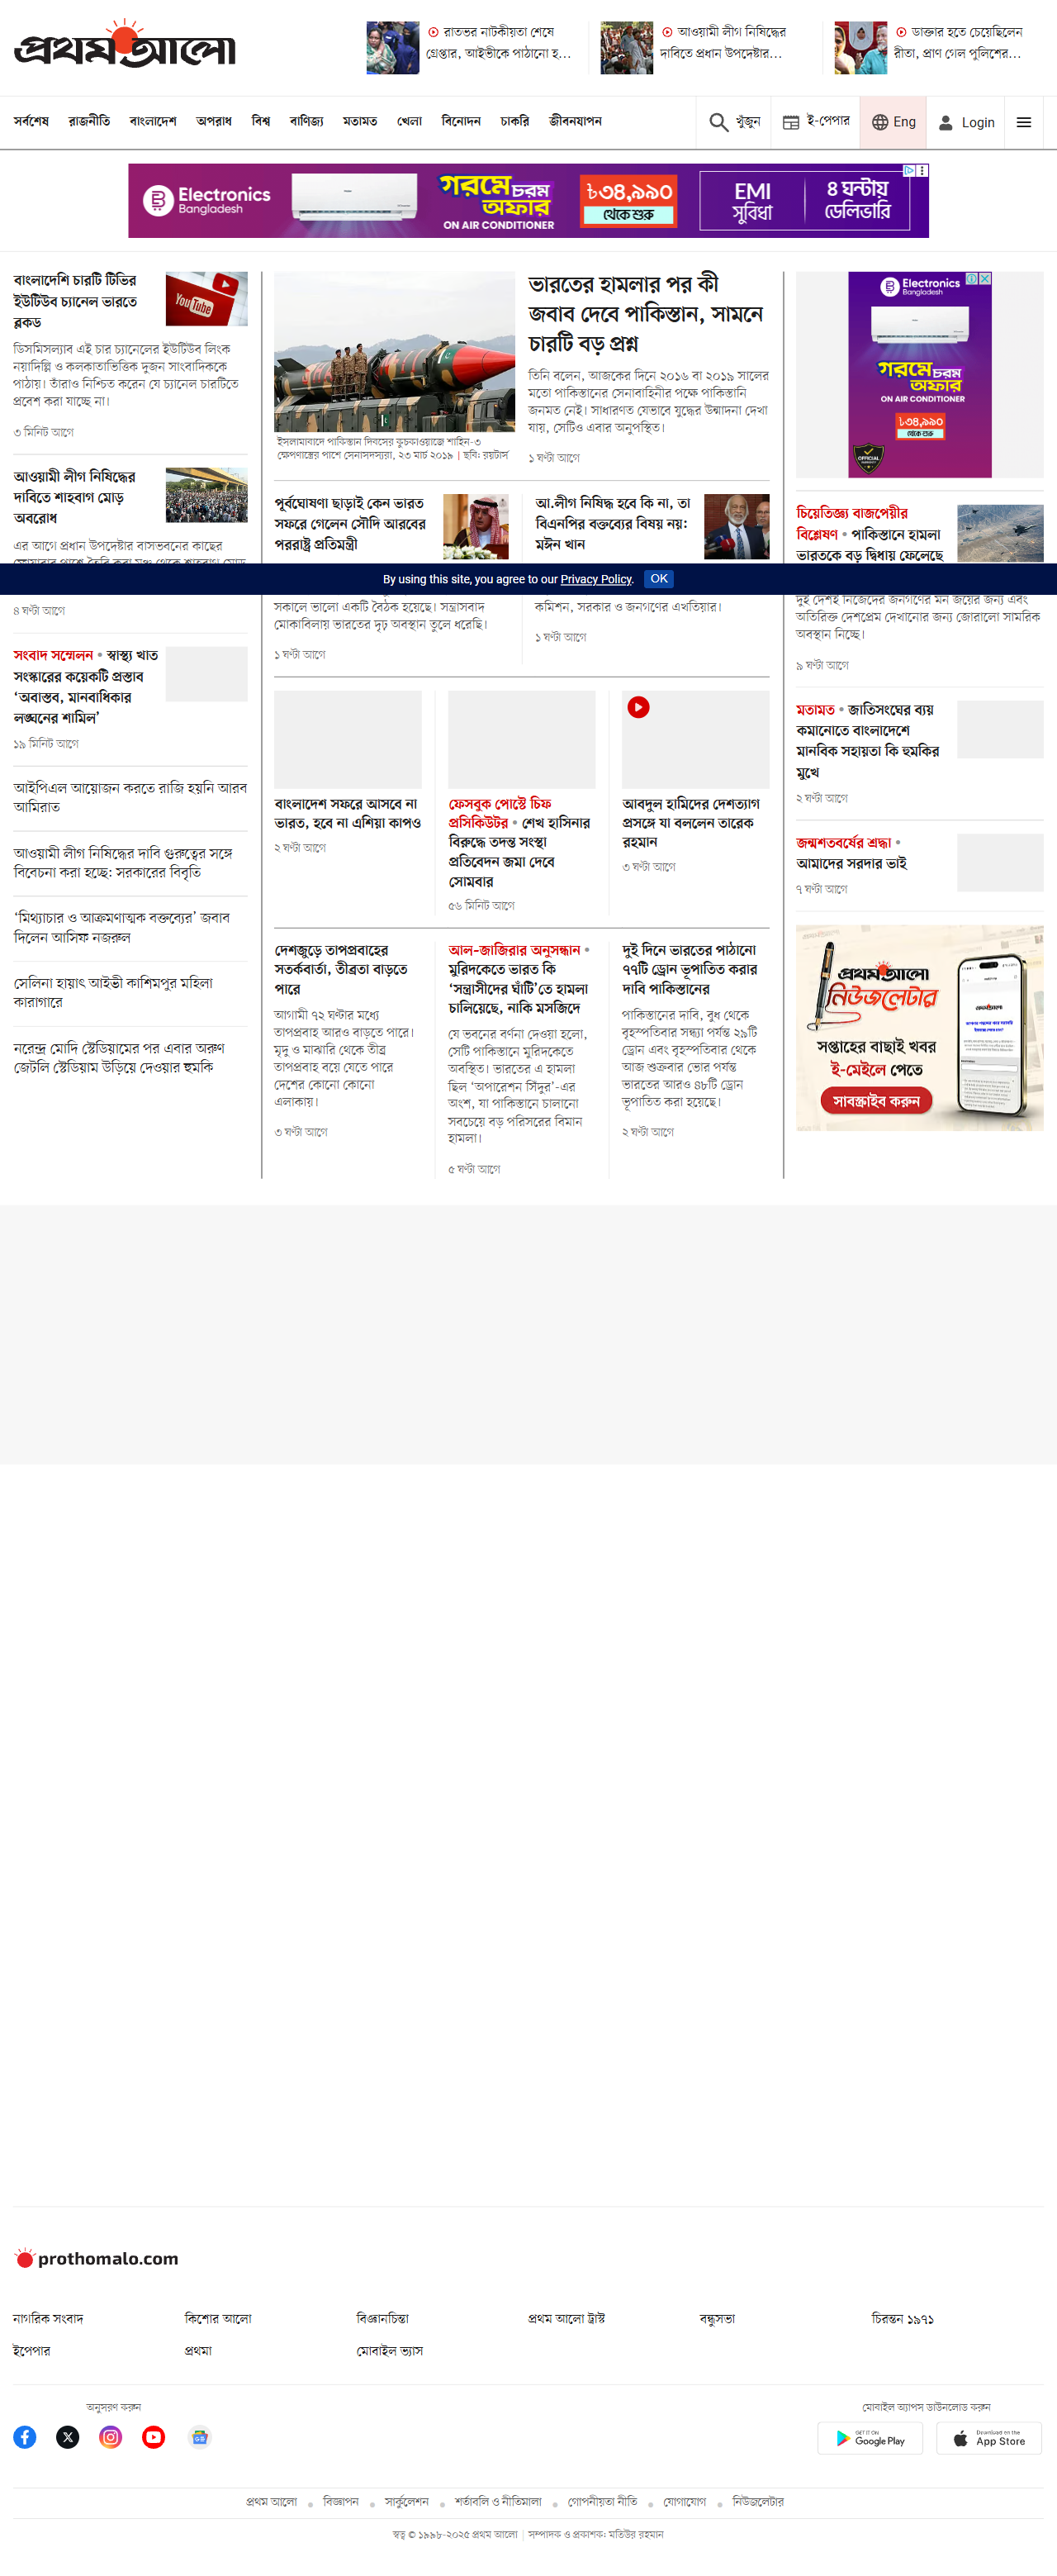 প্রথম আলো
রাতভর নাটকীয়তা শেষে
গ্রেপ্তার, আইভীকে পাঠানো হ...
আওয়ামী লীগ নিষিদ্ধের
দাবিতে প্রধান উপদেষ্টার...
ডাক্তার হতে চেয়েছিলেন
রীতা, প্রাণ গেল পুলিশের...
সর্বশেষ রাজনীতি বাংলাদেশ অপরাধ বিশ্ব বাণিজ্য মতামত খেলা বিনোদন চাকরি জীবনযাপন
খুঁজুন ই-পেপার Eng Login
Electronics
Bangladesh
গরমে চরম
অফার
ON AIR CONDITIONER
৳৩৪,৯৯০
থেকে শুরু
EMI
সুবিধা
৪ ঘন্টায়
ডেলিভারি
বাংলাদেশি চারটি টিভির
ইউটিউব চ্যানেল ভারতে
ব্লকড
YouTube
ডিসমিসল্যাব এই চার চ্যানেলের ইউটিউব লিংক
নয়াদিল্লি ও কলকাতাভিত্তিক দুজন সাংবাদিককে
পাঠায়। তাঁরাও নিশ্চিত করেন যে চ্যানেল চারটিতে
প্রবেশ করা যাচ্ছে না।
৩ মিনিট আগে
আওয়ামী লীগ নিষিদ্ধের
দাবিতে শাহবাগ মোড়
অবরোধ
এর আগে প্রধান উপদেষ্টার বাসভবনের কাছের
৪ ঘণ্টা আগে
সংবাদ সম্মেলন • স্বাস্থ্য খাত
সংস্কারের কয়েকটি প্রস্তাব
‘অবাস্তব, মানবাধিকার
লঙ্ঘনের শামিল’
১৯ মিনিট আগে
আইপিএল আয়োজন করতে রাজি হয়নি আরব
আমিরাত
আওয়ামী লীগ নিষিদ্ধের দাবি গুরুত্বের সঙ্গে
বিবেচনা করা হচ্ছে: সরকারের বিবৃতি
‘মিথ্যাচার ও আক্রমণাত্মক বক্তব্যের’ জবাব
দিলেন আসিফ নজরুল
সেলিনা হায়াৎ আইভী কাশিমপুর মহিলা
কারাগারে
নরেন্দ্র মোদি স্টেডিয়ামের পর এবার অরুণ
জেটলি স্টেডিয়াম উড়িয়ে দেওয়ার হুমকি
ইসলামাবাদে পাকিস্তান দিবসের কুচকাওয়াজে শাহিন-৩
ক্ষেপণাস্ত্রের পাশে সেনাসদস্যরা, ২৩ মার্চ ২০১৯ | ছবি: রয়টার্স
ভারতের হামলার পর কী
জবাব দেবে পাকিস্তান, সামনে
চারটি বড় প্রশ্ন
তিনি বলেন, আজকের দিনে ২০১৬ বা ২০১৯ সালের
মতো পাকিস্তানের সেনাবাহিনীর পক্ষে পাকিস্তানি
জনমত নেই। সাধারণত যেভাবে যুদ্ধের উন্মাদনা দেখা
যায়, সেটিও এবার অনুপস্থিত।
১ ঘণ্টা আগে
পূর্বঘোষণা ছাড়াই কেন ভারত
সফরে গেলেন সৌদি আরবের
পররাষ্ট্র প্রতিমন্ত্রী
সকালে ভালো একটি বৈঠক হয়েছে। সন্ত্রাসবাদ
মোকাবিলায় ভারতের দৃঢ় অবস্থান তুলে ধরেছি।
১ ঘণ্টা আগে
আ.লীগ নিষিদ্ধ হবে কি না, তা
বিএনপির বক্তব্যের বিষয় নয়:
মঈন খান
কমিশন, সরকার ও জনগণের এখতিয়ার।
১ ঘণ্টা আগে
By using this site, you agree to our Privacy Policy. OK
বাংলাদেশ সফরে আসবে না
ভারত, হবে না এশিয়া কাপও
২ ঘণ্টা আগে
ফেসবুক পোস্টে চিফ
প্রসিকিউটর • শেখ হাসিনার
বিরুদ্ধে তদন্ত সংস্থা
প্রতিবেদন জমা দেবে
সোমবার
৫৬ মিনিট আগে
আবদুল হামিদের দেশত্যাগ
প্রসঙ্গে যা বললেন তারেক
রহমান
৩ ঘণ্টা আগে
দেশজুড়ে তাপপ্রবাহের
সতর্কবার্তা, তীব্রতা বাড়তে
পারে
আগামী ৭২ ঘণ্টার মধ্যে
তাপপ্রবাহ আরও বাড়তে পারে।
মৃদু ও মাঝারি থেকে তীব্র
তাপপ্রবাহ বয়ে যেতে পারে
দেশের কোনো কোনো
এলাকায়।
৩ ঘণ্টা আগে
আল-জাজিরার অনুসন্ধান •
মুরিদকেতে ভারত কি
‘সন্ত্রাসীদের ঘাঁটি’তে হামলা
চালিয়েছে, নাকি মসজিদে
যে ভবনের বর্ণনা দেওয়া হলো,
সেটি পাকিস্তানে মুরিদকেতে
অবস্থিত। ভারতের এ হামলা
ছিল ‘অপারেশন সিঁদুর’-এর
অংশ, যা পাকিস্তানে চালানো
সবচেয়ে বড় পরিসরের বিমান
হামলা।
৫ ঘণ্টা আগে
দুই দিনে ভারতের পাঠানো
৭৭টি ড্রোন ভূপাতিত করার
দাবি পাকিস্তানের
পাকিস্তানের দাবি, বুধ থেকে
বৃহস্পতিবার সন্ধ্যা পর্যন্ত ২৯টি
ড্রোন এবং বৃহস্পতিবার থেকে
আজ শুক্রবার ভোর পর্যন্ত
ভারতের আরও ৪৮টি ড্রোন
ভূপাতিত করা হয়েছে।
২ ঘণ্টা আগে
Electronics
Bangladesh
গরমে চরম
অফার
ON AIR CONDITIONER
৳৩৪,৯৯০
থেকে শুরু
OFFICIAL
WARRANTY
চিয়েতিজ্ঞ্য বাজপেয়ীর
বিশ্লেষণ • পাকিস্তানে হামলা
ভারতকে বড় দ্বিধায় ফেলেছে
দুই দেশই নিজেদের জনগণের মন জয়ের জন্য এবং
অতিরিক্ত দেশপ্রেম দেখানোর জন্য জোরালো সামরিক
অবস্থান নিচ্ছে।
৯ ঘণ্টা আগে
মতামত • জাতিসংঘের ব্যয়
কমানোতে বাংলাদেশে
মানবিক সহায়তা কি হুমকির
মুখে
২ ঘণ্টা আগে
জন্মশতবর্ষের শ্রদ্ধা •
আমাদের সরদার ভাই
৭ ঘণ্টা আগে
প্রথম আলো
নিউজলেটার
সপ্তাহের বাছাই খবর
ই-মেইলে পেতে
সাবস্ক্রাইব করুন
prothomalo.com
নাগরিক সংবাদ কিশোর আলো বিজ্ঞানচিন্তা প্রথম আলো ট্রাস্ট বন্ধুসভা চিরন্তন ১৯৭১
ইপেপার প্রথমা মোবাইল ভ্যাস
অনুসরণ করুন
মোবাইল অ্যাপস ডাউনলোড করুন
GET IT ON
Google Play
Download on the
App Store
প্রথম আলো • বিজ্ঞাপন • সার্কুলেশন • শর্তাবলি ও নীতিমালা • গোপনীয়তা নীতি • যোগাযোগ • নিউজলেটার
স্বত্ব © ১৯৯৮-২০২৫ প্রথম আলো | সম্পাদক ও প্রকাশক: মতিউর রহমান